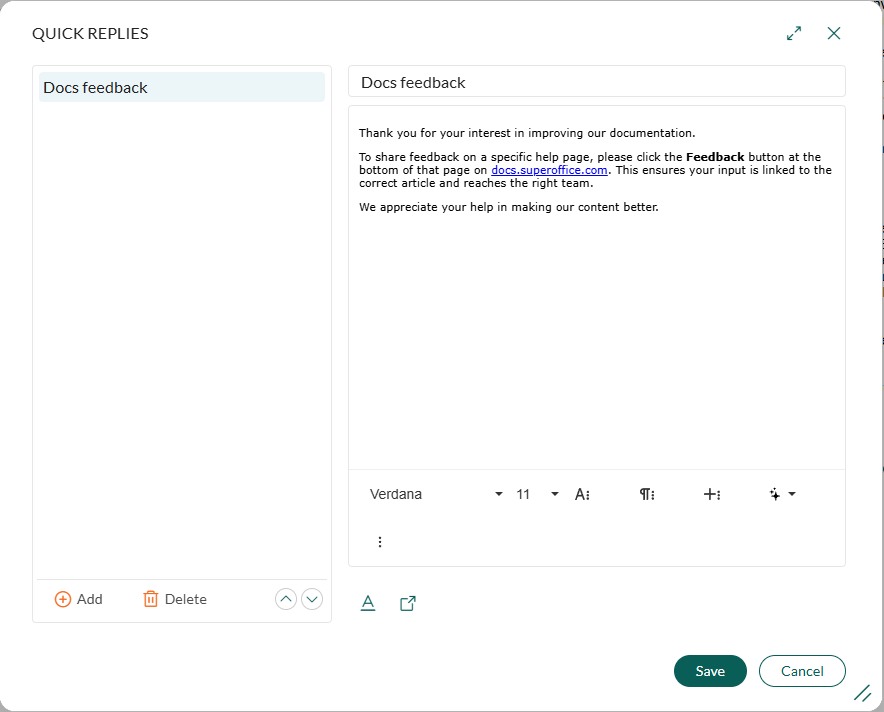 QUICK REPLIES
Docs feedback
Docs feedback
Thank you for your interest in improving our documentation.
To share feedback on a specific help page, please click the Feedback button at the
bottom of that page on docs.superoffice.com. This ensures your input is linked to the
correct article and reaches the right team.
We appreciate your help in making our content better.
Verdana 11 A
Add Delete
A
Save Cancel